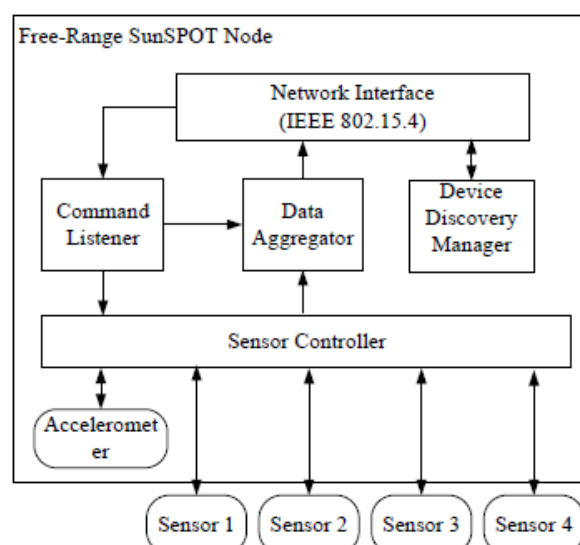 Free-Range SunSPOT Node
Network Interface
(IEEE 802.15.4)
Command
Listener
Data
Aggregator
Device
Discovery
Manager
Sensor Controller
Acceleromet
er
Sensor 1
Sensor 2
Sensor 3
Sensor 4